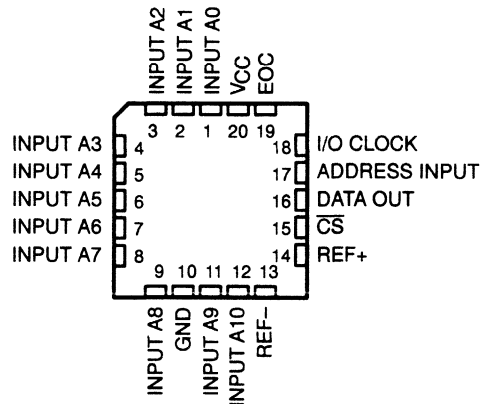 INPUT A2
INPUT A1
INPUT A0
VCC
EOC
3 2 1 20 19
INPUT A3 4
INPUT A4 5
INPUT A5 6
INPUT A6 7
INPUT A7 8
18 I/O CLOCK
17 ADDRESS INPUT
16 DATA OUT
15 C̅S̅
14 REF+
9 10 11 12 13
INPUT A8
GND
INPUT A9
INPUT A10
REF−